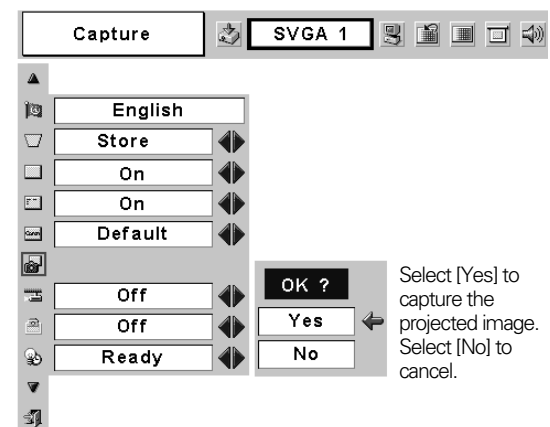 Capture
SVGA 1
English
Store
On
On
Default
Off
Off
Ready
OK ?
Yes
No
Select [Yes] to
capture the
projected image.
Select [No] to
cancel.